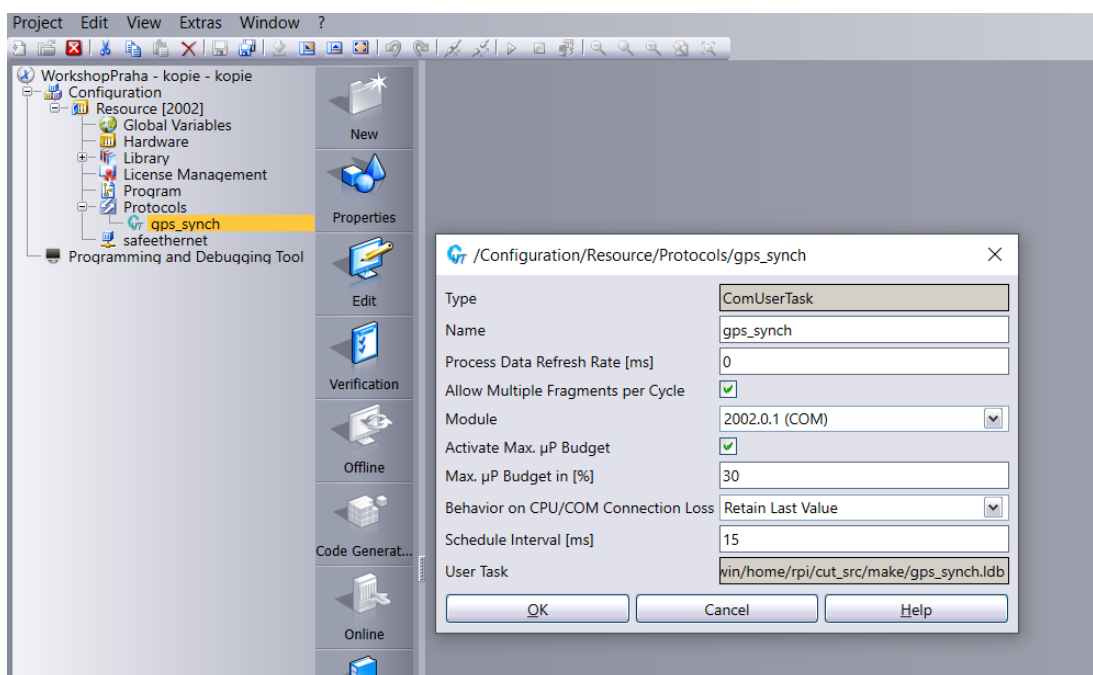 Project Edit View Extras Window ?
WorkshopPraha - kopie - kopie
Configuration
Resource [2002]
Global Variables
Hardware
Library
License Management
Program
Protocols
gps_synch
safeethernet
Programming and Debugging Tool
New
Properties
Edit
Verification
Offline
Code Generat...
Online
/Configuration/Resource/Protocols/gps_synch
Type ComUserTask
Name gps_synch
Process Data Refresh Rate [ms] 0
Allow Multiple Fragments per Cycle
Module 2002.0.1 (COM)
Activate Max. µP Budget
Max. µP Budget in [%] 30
Behavior on CPU/COM Connection Loss Retain Last Value
Schedule Interval [ms] 15
User Task win/home/rpi/cut_src/make/gps_synch.ldb
OK Cancel Help